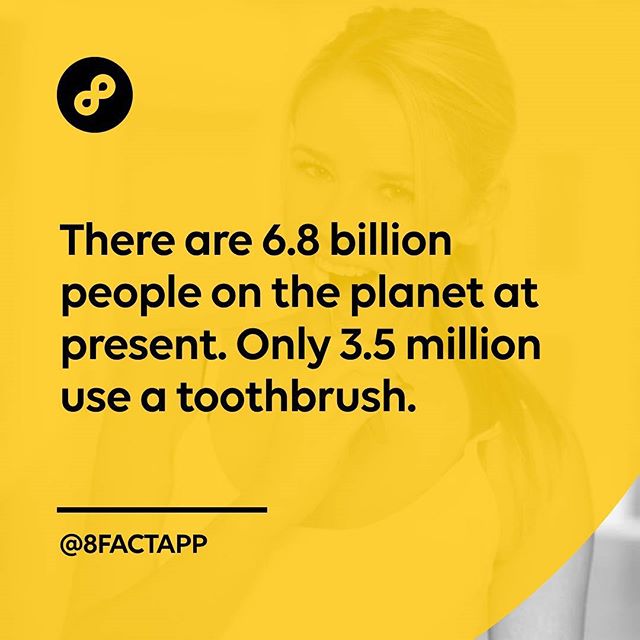 There are 6.8 billion
people on the planet at
present. Only 3.5 million
use a toothbrush.
@8FACTAPP